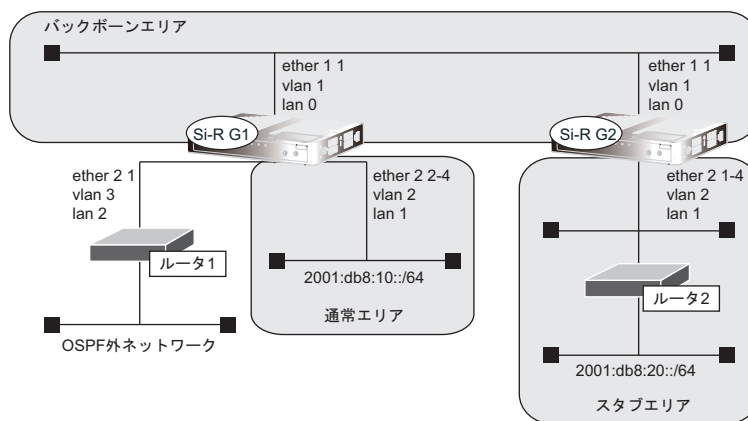 バックボーンエリア
ether 1 1
vlan 1
lan 0
ether 1 1
vlan 1
lan 0
Si-R G1
Si-R G2
ether 2 1
vlan 3
lan 2
ether 2 2-4
vlan 2
lan 1
ether 2 1-4
vlan 2
lan 1
ルータ1
2001:db8:10::/64
ルータ2
通常エリア
OSPF外ネットワーク
2001:db8:20::/64
スタブエリア